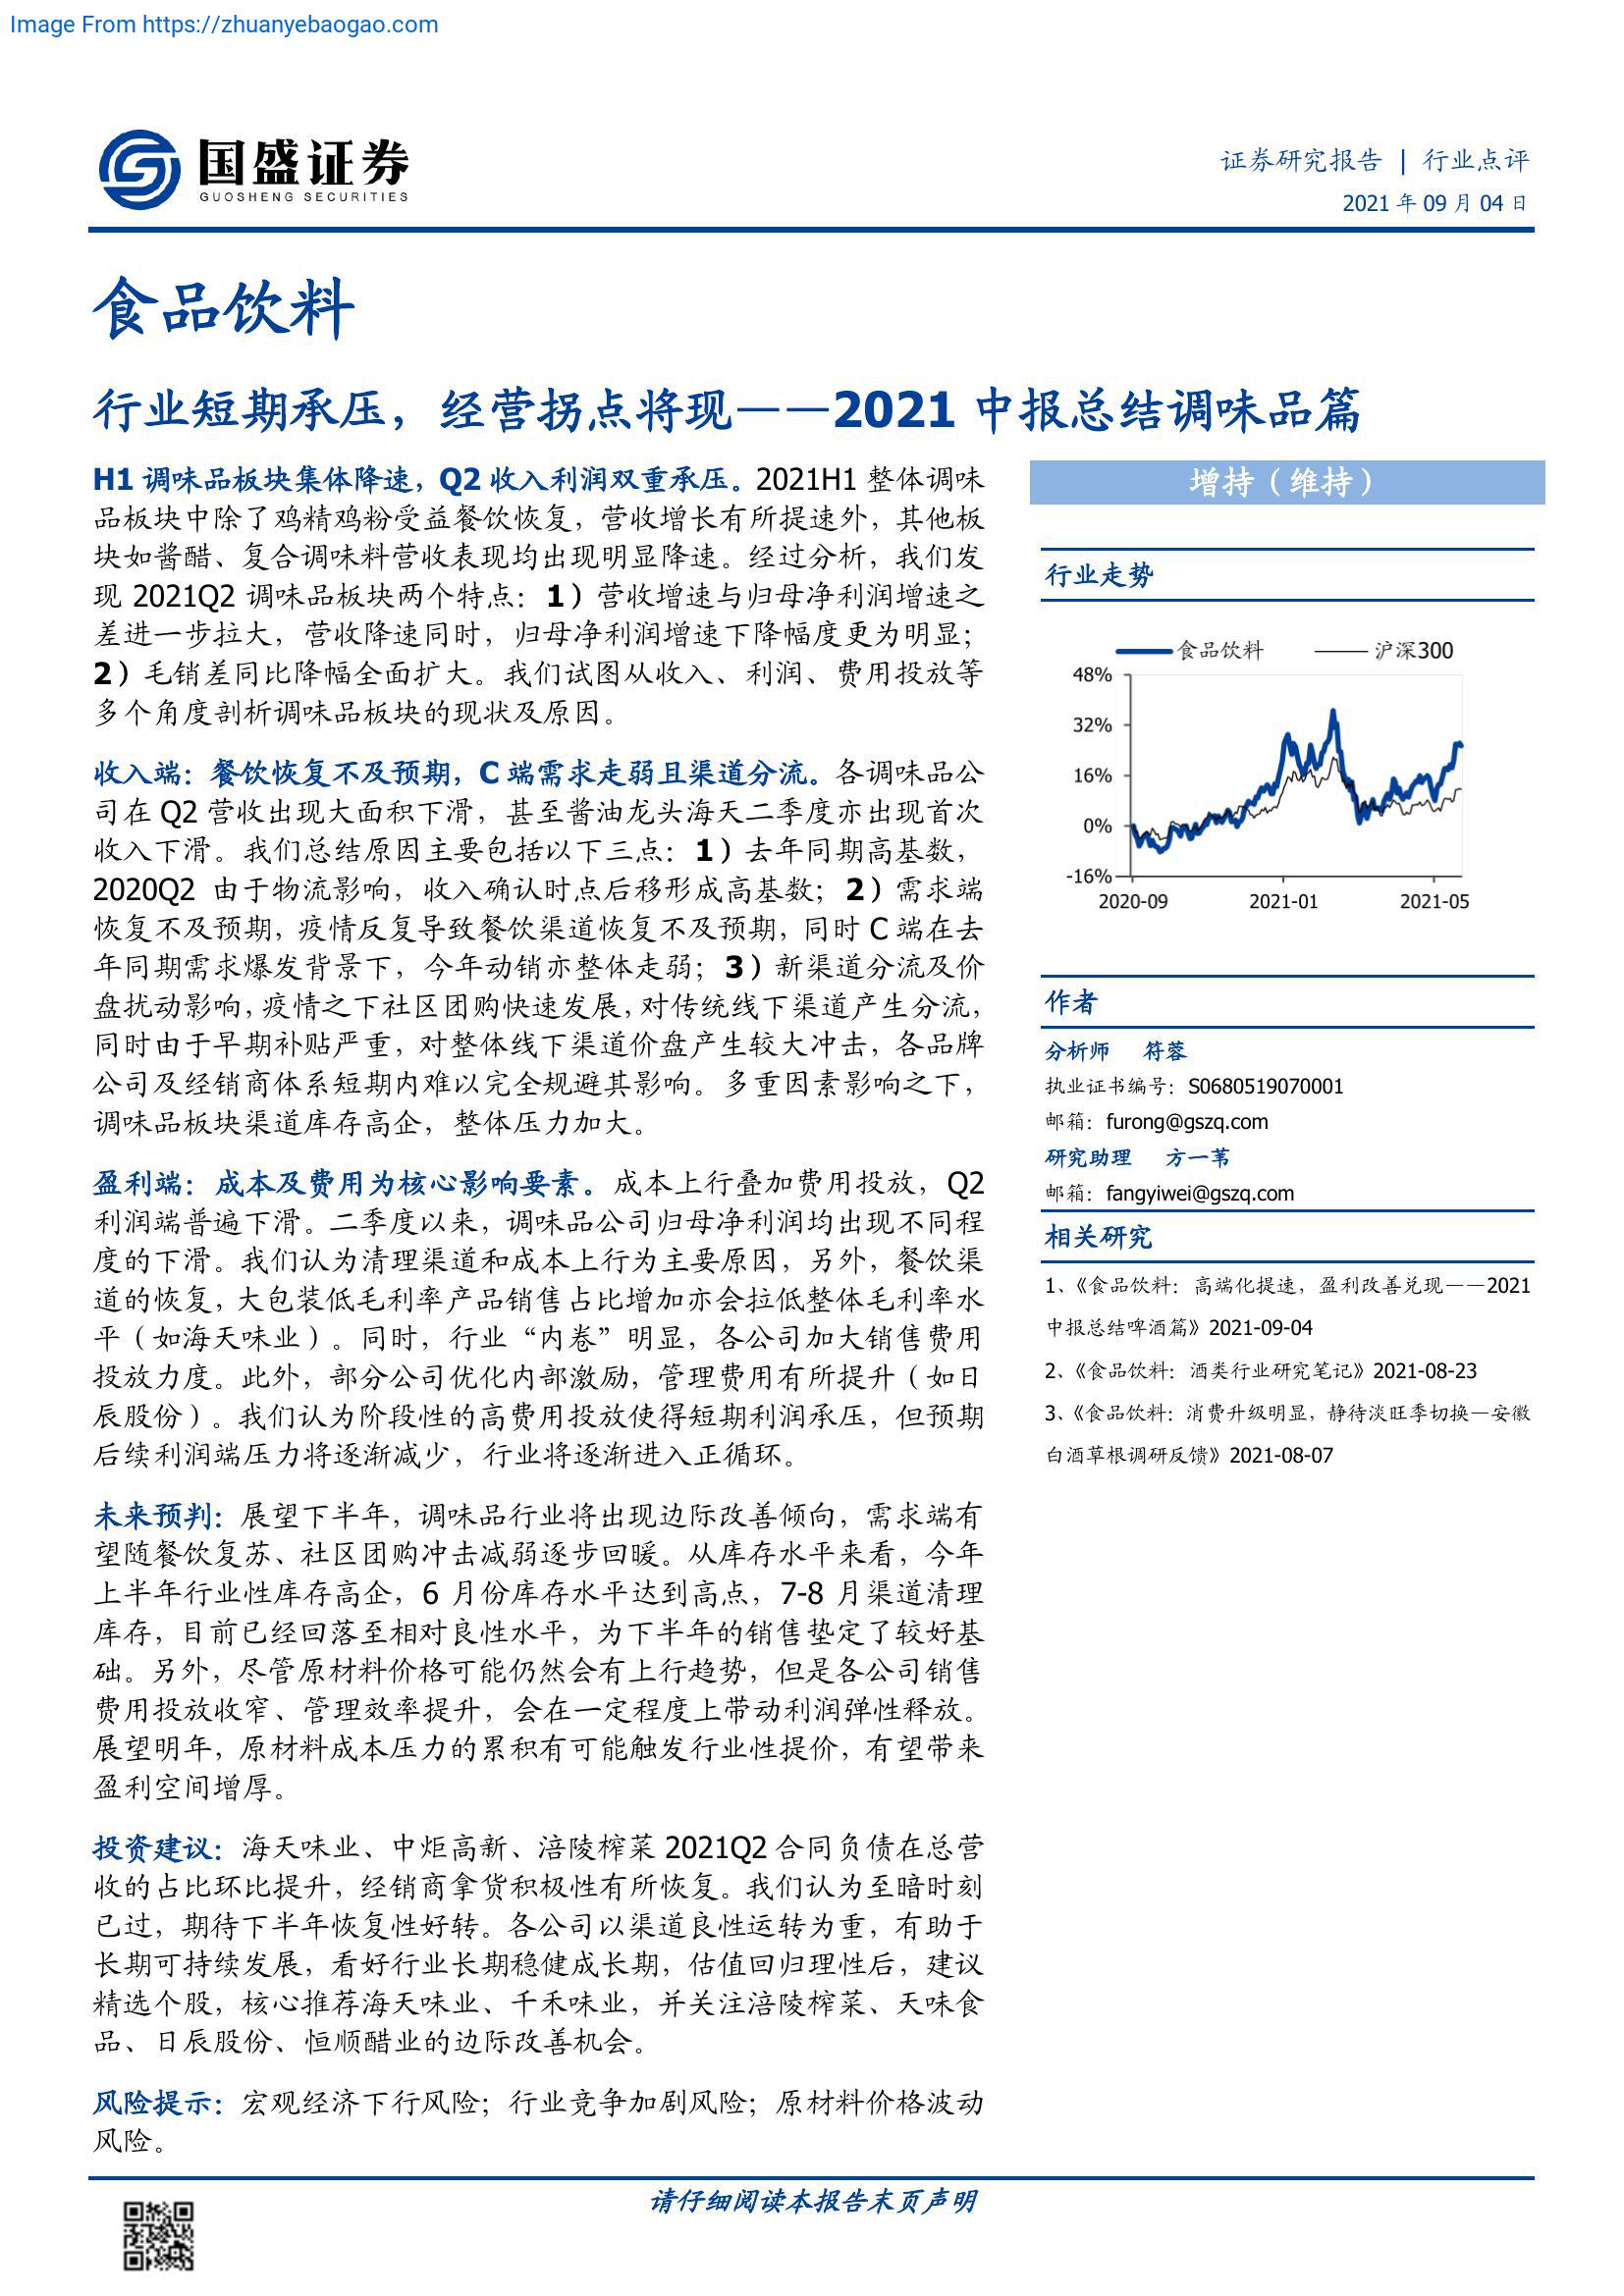 Image From https://zhuanyebaogao.com
国盛证券
GUOSHENG SECURITIES
证券研究报告 | 行业点评
2021 年 09 月 04 日
食品饮料
行业短期承压，经营拐点将现——2021 中报总结调味品篇
H1 调味品板块集体降速，Q2 收入利润双重承压。2021H1 整体调味
品板块中除了鸡精鸡粉受益餐饮恢复，营收增长有所提速外，其他板
块如酱醋、复合调味料营收表现均出现明显降速。经过分析，我们发
现 2021Q2 调味品板块两个特点：1）营收增速与归母净利润增速之
差进一步拉大，营收降速同时，归母净利润增速下降幅度更为明显；
2）毛销差同比降幅全面扩大。我们试图从收入、利润、费用投放等
多个角度剖析调味品板块的现状及原因。
收入端：餐饮恢复不及预期，C 端需求走弱且渠道分流。各调味品公
司在 Q2 营收出现大面积下滑，甚至酱油龙头海天二季度亦出现首次
收入下滑。我们总结原因主要包括以下三点：1）去年同期高基数，
2020Q2 由于物流影响，收入确认时点后移形成高基数；2）需求端
恢复不及预期，疫情反复导致餐饮渠道恢复不及预期，同时 C 端在去
年同期需求爆发背景下，今年动销亦整体走弱；3）新渠道分流及价
盘扰动影响，疫情之下社区团购快速发展，对传统线下渠道产生分流，
同时由于早期补贴严重，对整体线下渠道价盘产生较大冲击，各品牌
公司及经销商体系短期内难以完全规避其影响。多重因素影响之下，
调味品板块渠道库存高企，整体压力加大。
盈利端：成本及费用为核心影响要素。成本上行叠加费用投放，Q2
利润端普遍下滑。二季度以来，调味品公司归母净利润均出现不同程
度的下滑。我们认为清理渠道和成本上行为主要原因，另外，餐饮渠
道的恢复，大包装低毛利率产品销售占比增加亦会拉低整体毛利率水
平（如海天味业）。同时，行业“内卷”明显，各公司加大销售费用
投放力度。此外，部分公司优化内部激励，管理费用有所提升（如日
辰股份）。我们认为阶段性的高费用投放使得短期利润承压，但预期
后续利润端压力将逐渐减少，行业将逐渐进入正循环。
未来预判：展望下半年，调味品行业将出现边际改善倾向，需求端有
望随餐饮复苏、社区团购冲击减弱逐步回暖。从库存水平来看，今年
上半年行业性库存高企，6 月份库存水平达到高点，7-8 月渠道清理
库存，目前已经回落至相对良性水平，为下半年的销售垫定了较好基
础。另外，尽管原材料价格可能仍然会有上行趋势，但是各公司销售
费用投放收窄、管理效率提升，会在一定程度上带动利润弹性释放。
展望明年，原材料成本压力的累积有可能触发行业性提价，有望带来
盈利空间增厚。
投资建议：海天味业、中炬高新、涪陵榨菜 2021Q2 合同负债在总营
收的占比环比提升，经销商拿货积极性有所恢复。我们认为至暗时刻
已过，期待下半年恢复性好转。各公司以渠道良性运转为重，有助于
长期可持续发展，看好行业长期稳健成长期，估值回归理性后，建议
精选个股，核心推荐海天味业、千禾味业，并关注涪陵榨菜、天味食
品、日辰股份、恒顺醋业的边际改善机会。
风险提示：宏观经济下行风险；行业竞争加剧风险；原材料价格波动
风险。
增持（维持）
行业走势
食品饮料 沪深300
48%
32%
16%
0%
-16%
2020-09 2021-01 2021-05
作者
分析师 符蓉
执业证书编号：S0680519070001
邮箱：furong@gszq.com
研究助理 方一苇
邮箱：fangyiwei@gszq.com
相关研究
1、《食品饮料：高端化提速，盈利改善兑现——2021
中报总结啤酒篇》2021-09-04
2、《食品饮料：酒类行业研究笔记》2021-08-23
3、《食品饮料：消费升级明显，静待淡旺季切换—安徽
白酒草根调研反馈》2021-08-07
请仔细阅读本报告末页声明